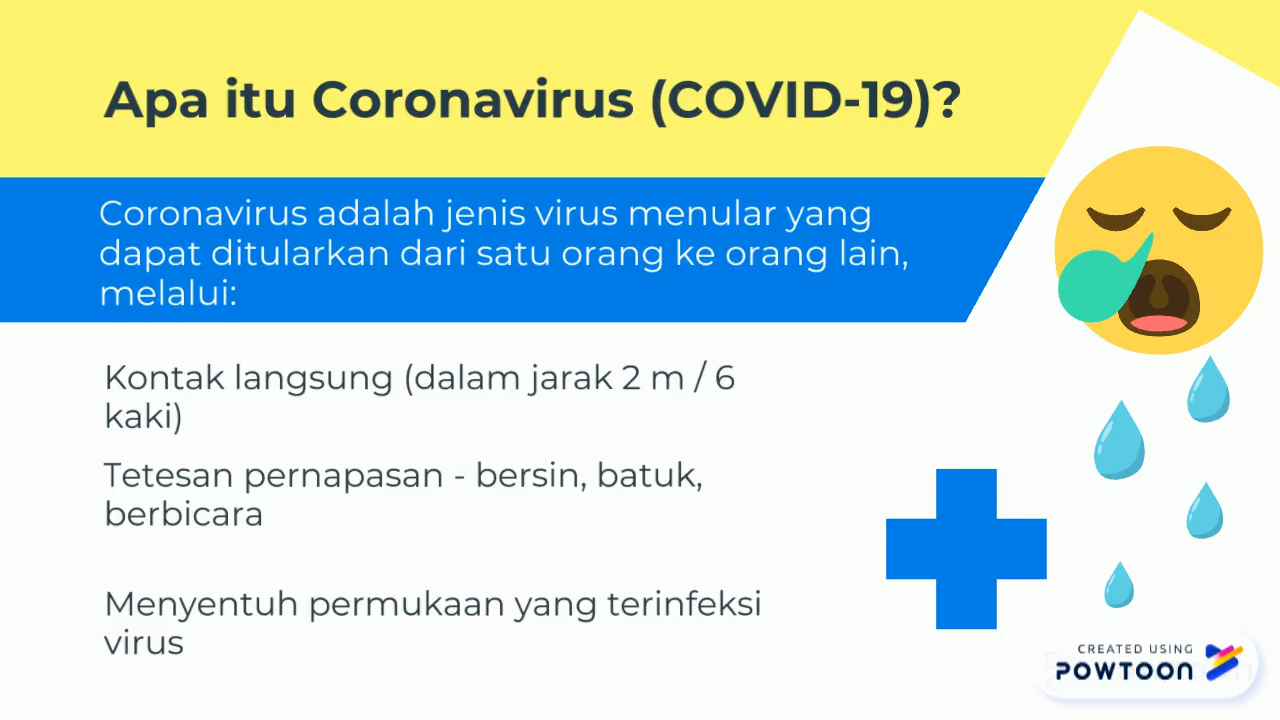 Apa itu Coronavirus (COVID-19)?
Coronavirus adalah jenis virus menular yang
dapat ditularkan dari satu orang ke orang lain,
melalui:
Kontak langsung (dalam jarak 2 m / 6
kaki)
Tetesan pernapasan - bersin, batuk,
berbicara
Menyentuh permukaan yang terinfeksi
virus
CREATED USING
POWTOON